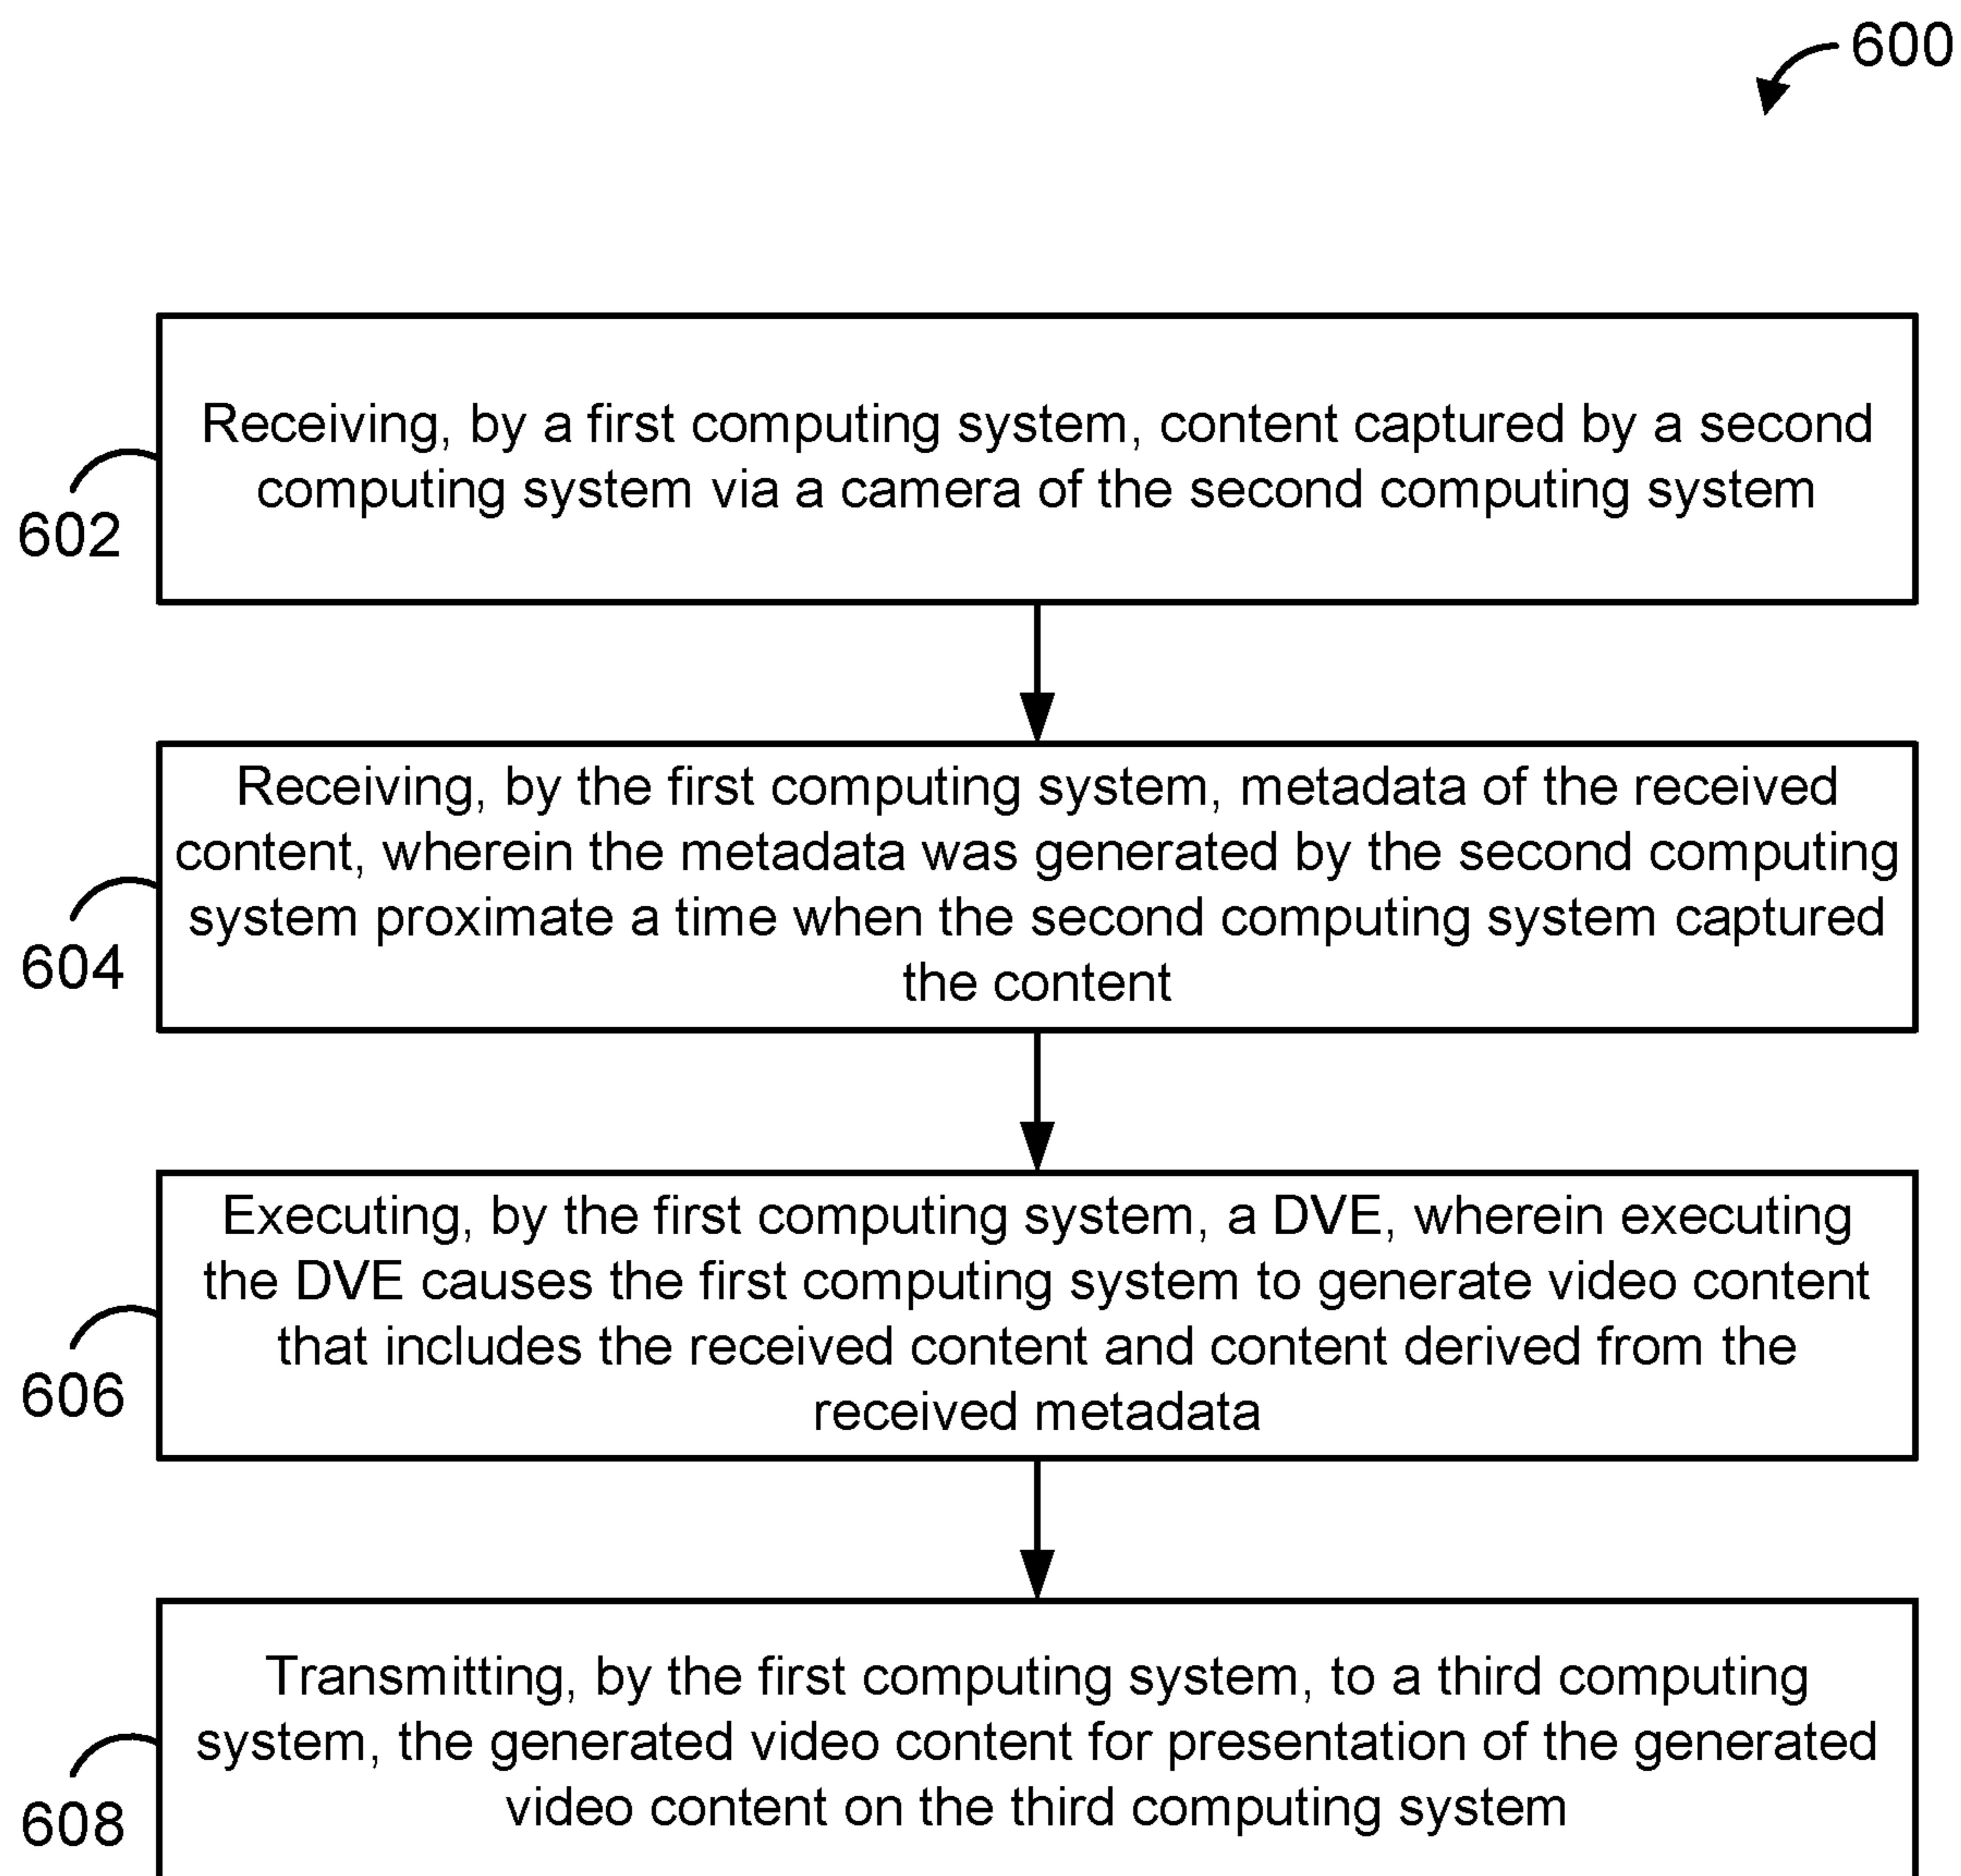 600
Receiving, by a first computing system, content captured by a second
computing system via a camera of the second computing system
602
Receiving, by the first computing system, metadata of the received
content, wherein the metadata was generated by the second computing
system proximate a time when the second computing system captured
the content
604
Executing, by the first computing system, a DVE, wherein executing
the DVE causes the first computing system to generate video content
that includes the received content and content derived from the
received metadata
606
Transmitting, by the first computing system, to a third computing
system, the generated video content for presentation of the generated
video content on the third computing system
608